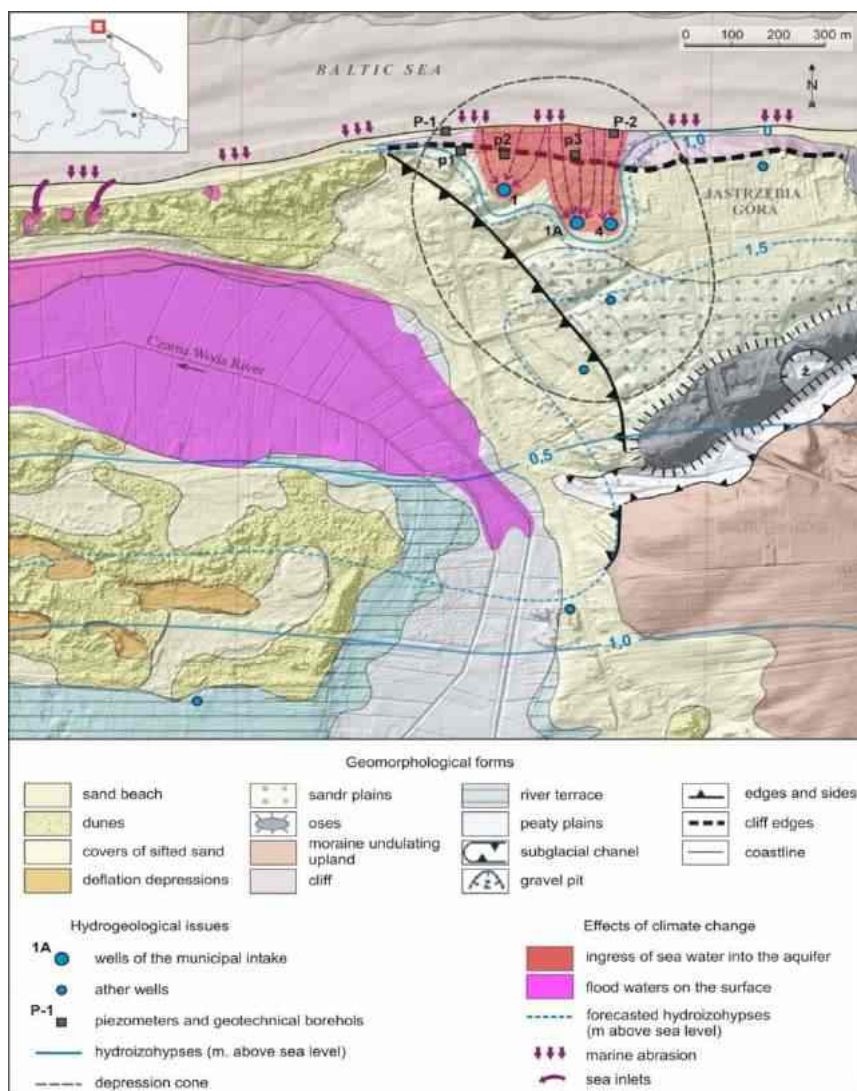 0 100 200 300 m
BALTIC SEA
N
P-1
P-2
p1
p2
p3
1,0
0
1
1A
4
JASTRZEBIA
GÓRA
1,5
ż
Czarna Woda River
0,5
1,0
Geomorphological forms
sand beach
dunes
covers of sifted sand
deflation depressions
sandr plains
oses
moraine undulating
upland
cliff
river terrace
peaty plains
subglacial chanel
ż
gravel pit
edges and sides
cliff edges
coastline
Hydrogeological issues
1A
wells of the municipal intake
ather wells
P-1
piezometers and geotechnical borehols
hydroizohypses (m. above sea level)
depression cone
Effects of climate change
ingress of sea water into the aquifer
flood waters on the surface
forecasted hydroizohypses
(m above sea level)
marine abrasion
sea inlets